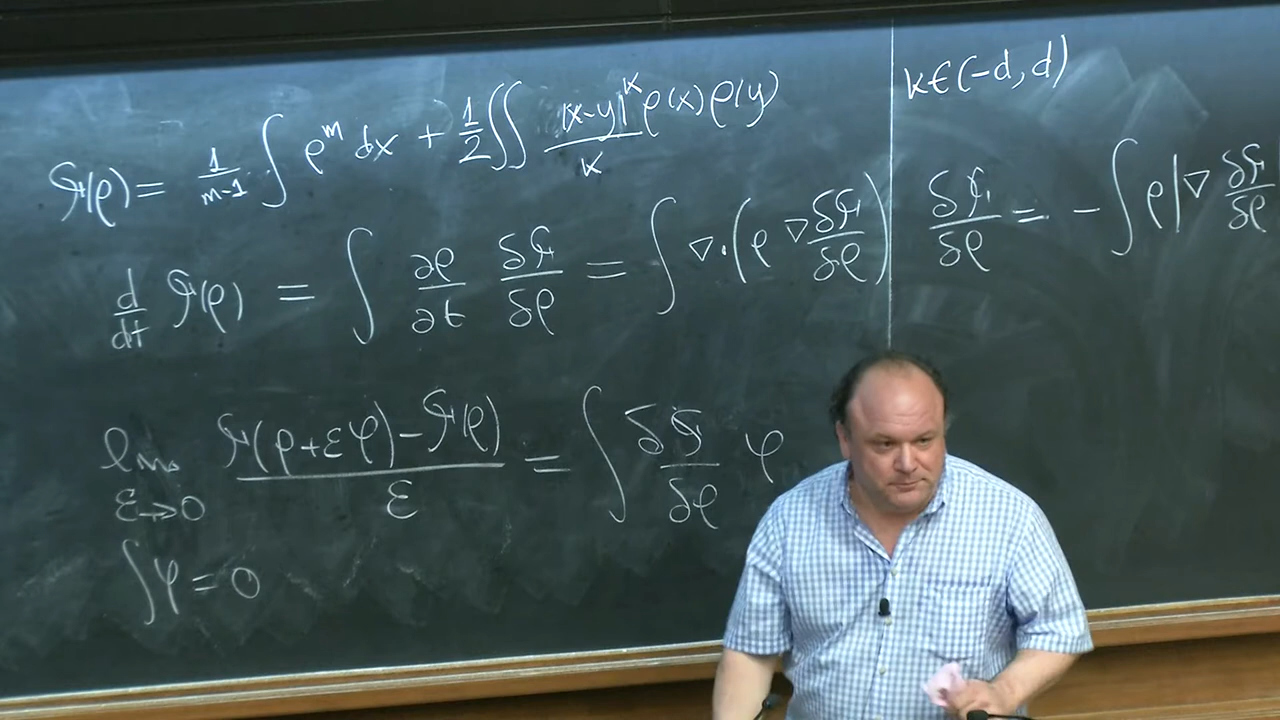 F(ρ) = 1/(m-1) ∫ ρ^m dx + 1/2 ∬ |x-y|^k/k ρ(x)ρ(y)
k∈(-d,d)
d/dt F(ρ) = ∫ ∂ρ/∂t δF/δρ = ∫ ∇·(ρ ∇ δF/δρ) δF/δρ = - ∫ ρ|∇ δF/δρ
lim ε→0 (F(ρ+εφ)-F(ρ))/ε = ∫ δF/δρ φ
∫φ = 0